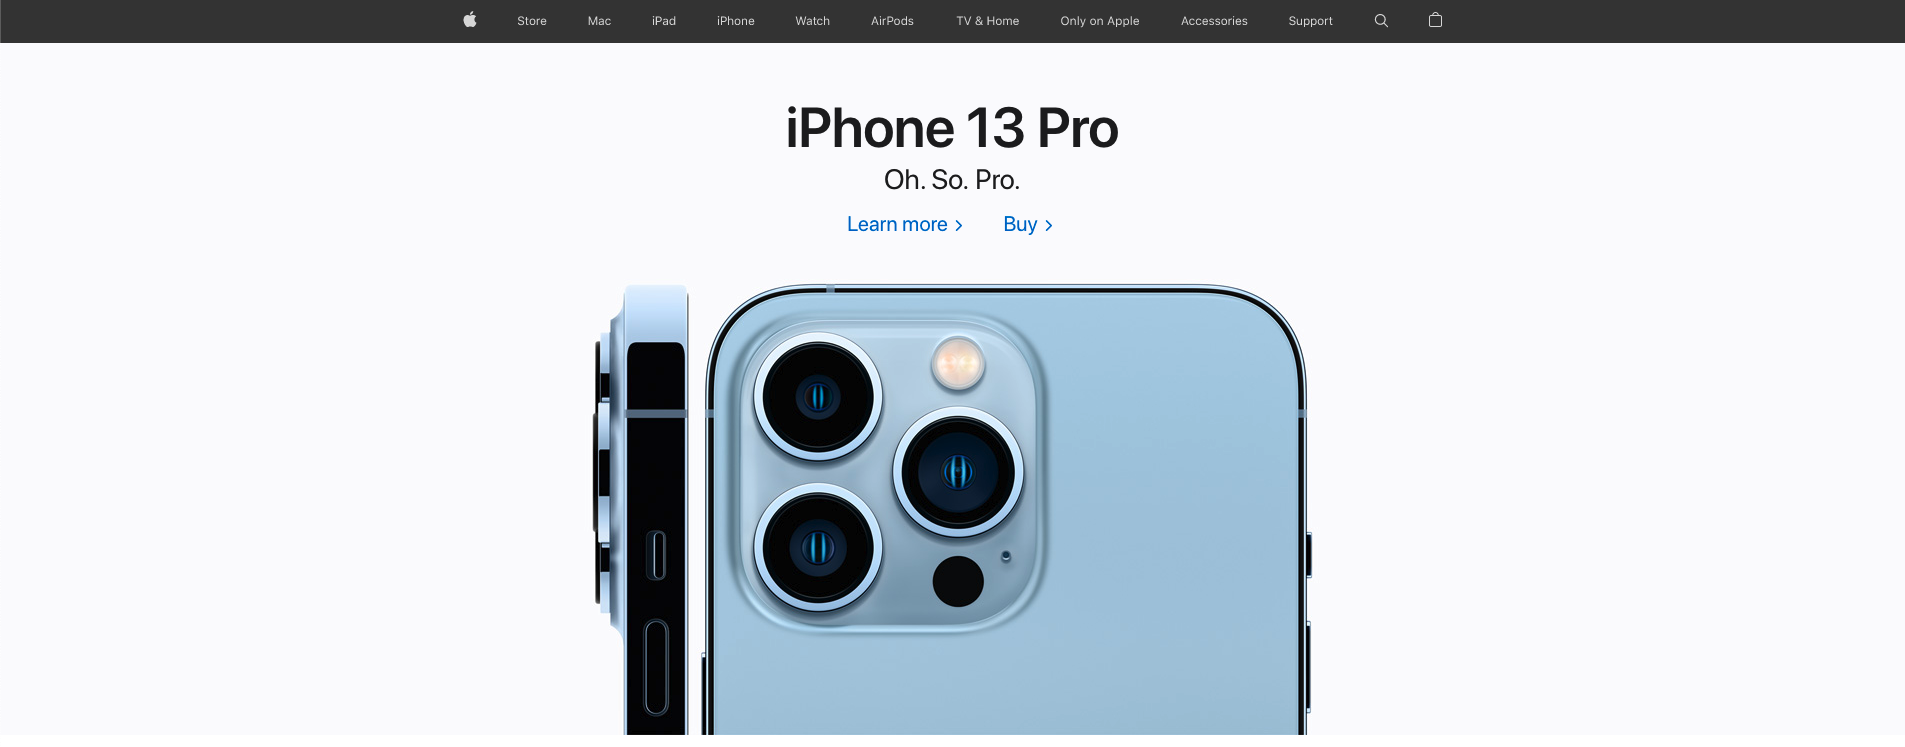 Store Mac iPad iPhone Watch AirPods TV & Home Only on Apple Accessories Support
iPhone 13 Pro
Oh. So. Pro.
Learn more > Buy >